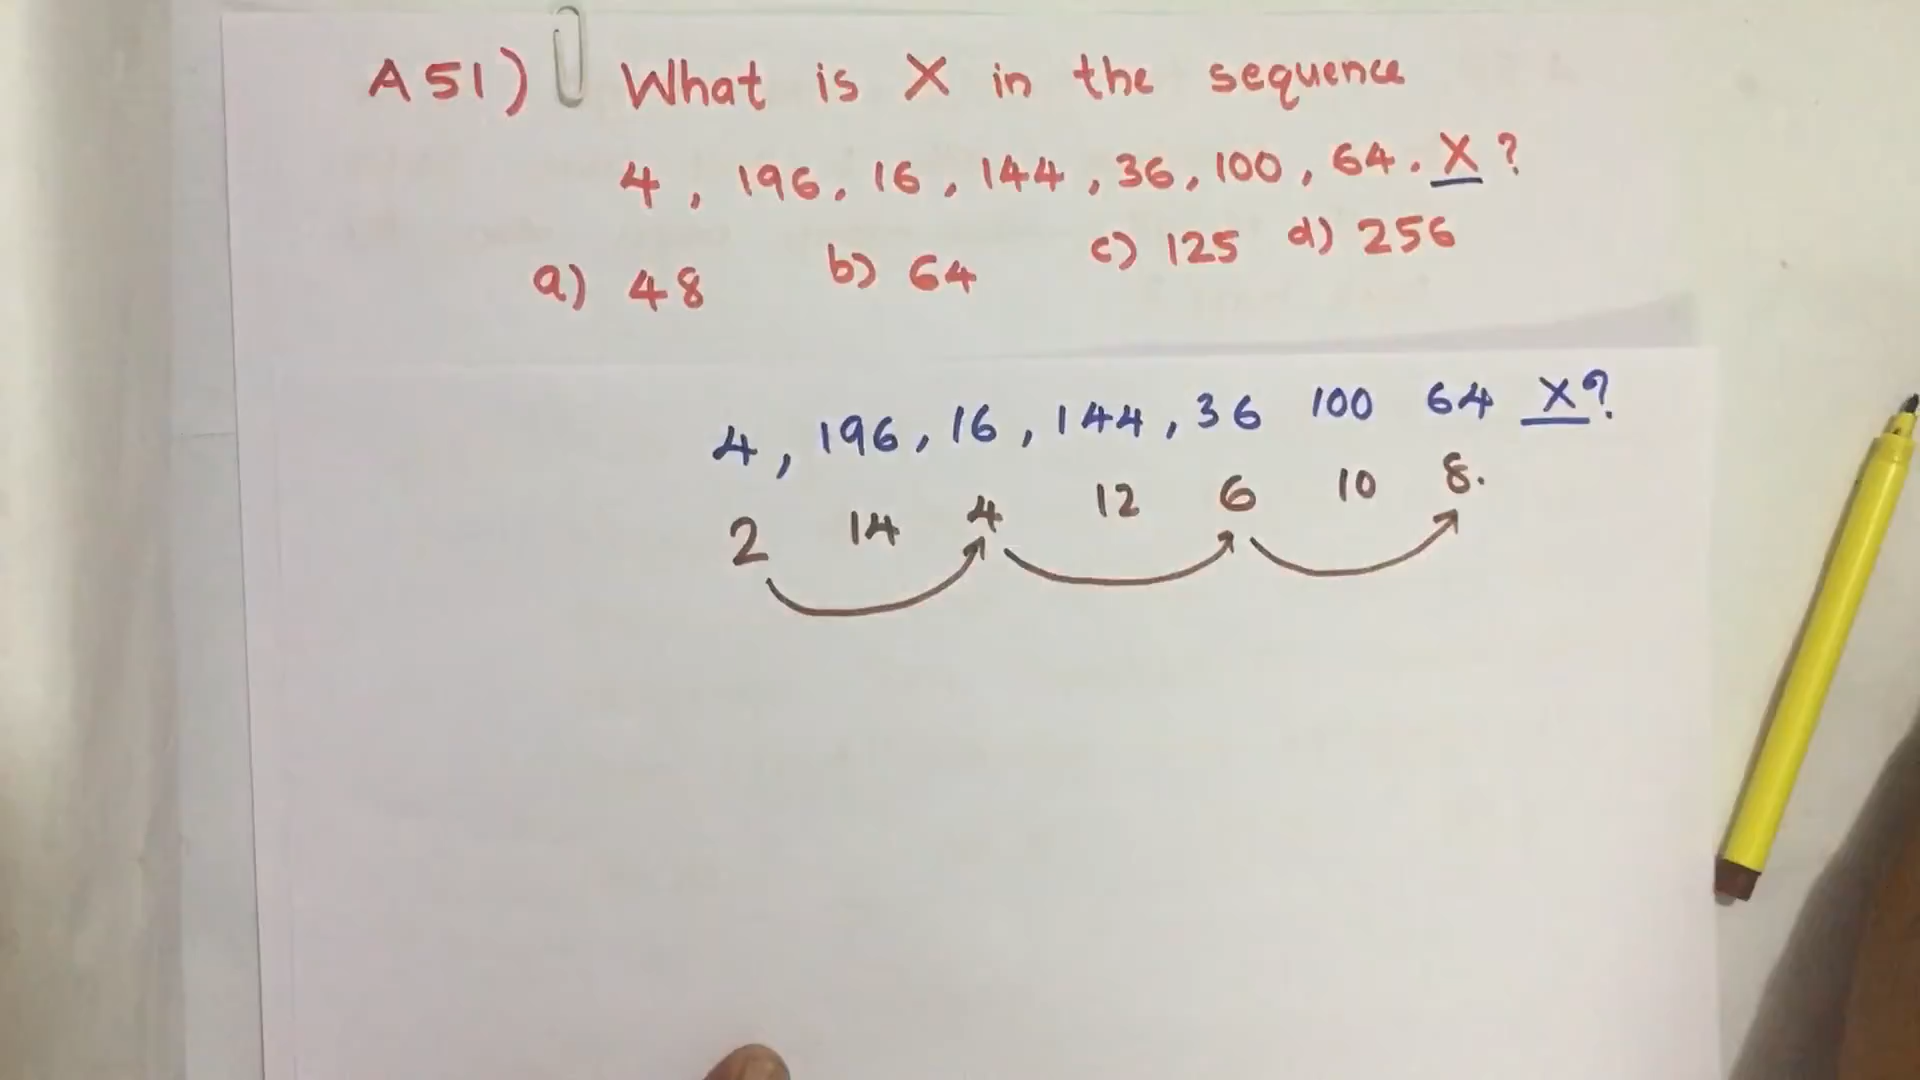 A51) What is X in the sequence
4, 196, 16, 144, 36, 100, 64. X?
a) 48 b) 64 c) 125 d) 256
4, 196, 16, 144, 36 100 64 X?
2 14 4 12 6 10 8.